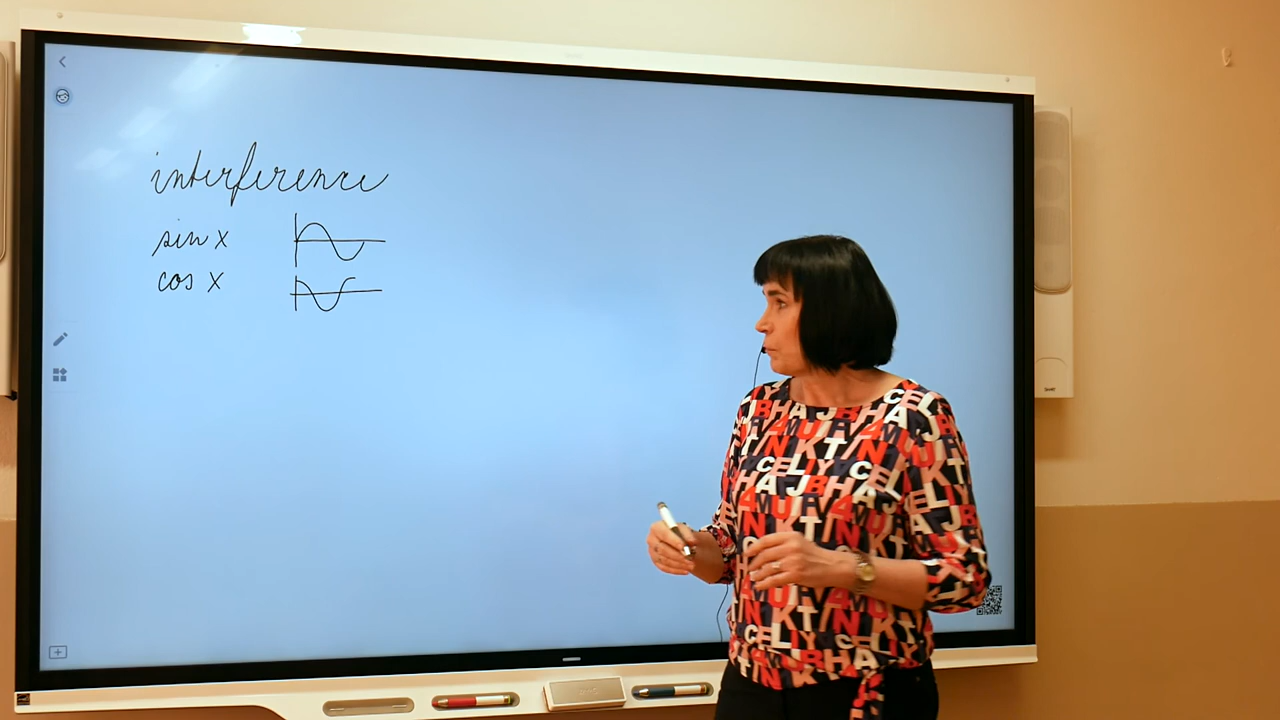 interference
sin x
cos x